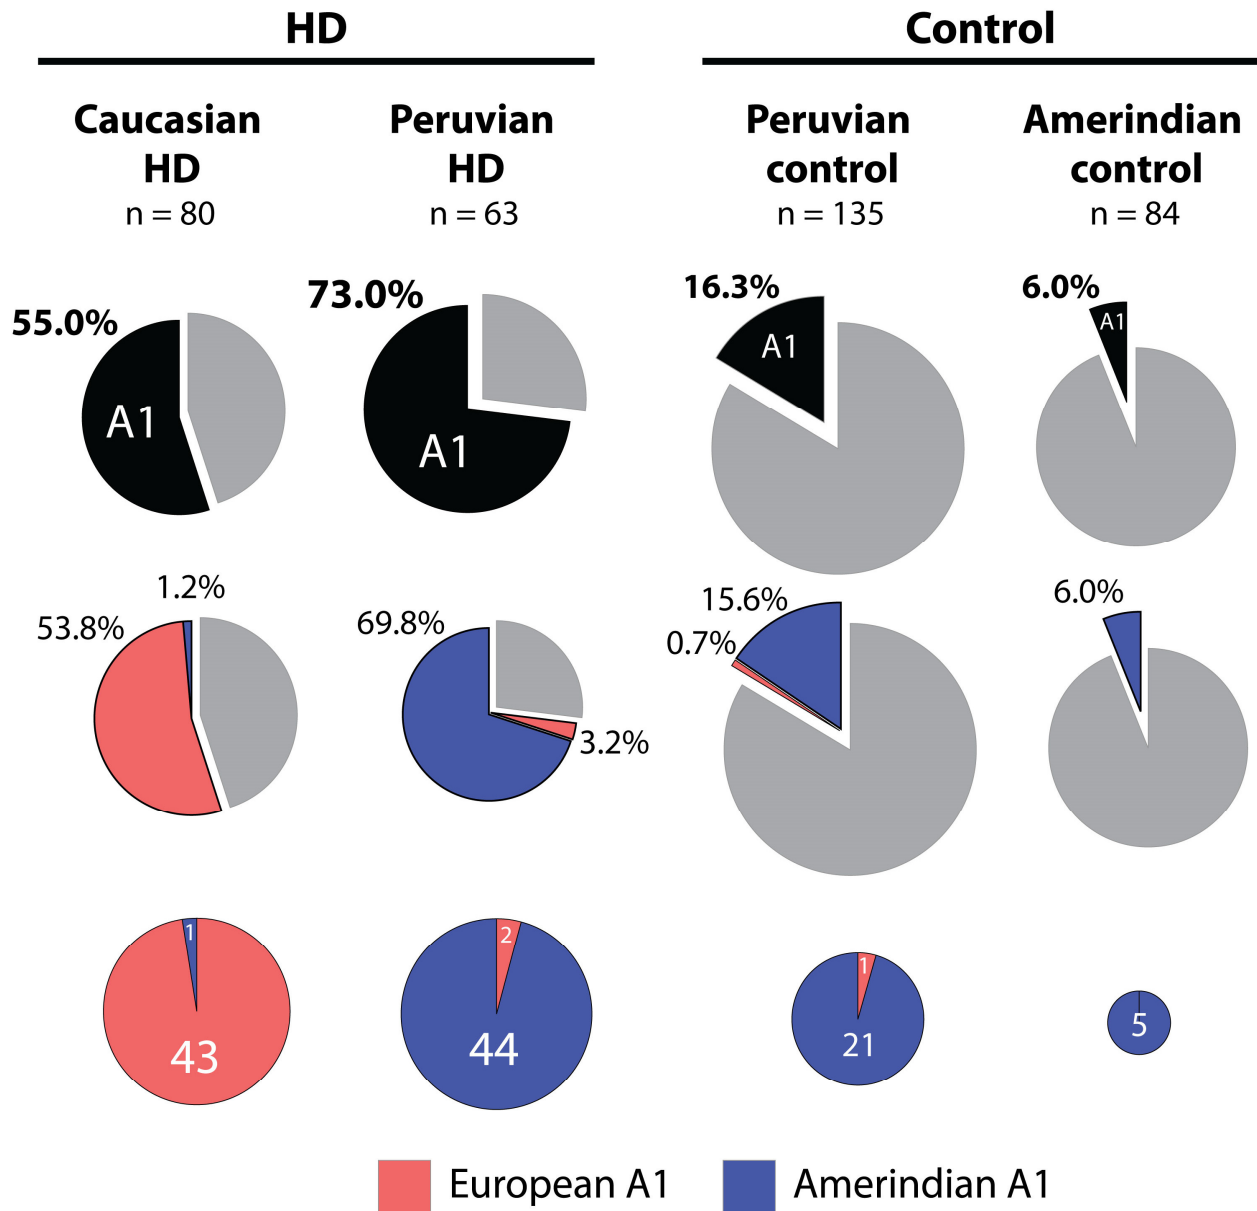 HD
Control
Caucasian
HD
n = 80
Peruvian
HD
n = 63
Peruvian
control
n = 135
Amerindian
control
n = 84
55.0%
A1
73.0%
A1
16.3%
A1
6.0%
A1
53.8%
1.2%
69.8%
3.2%
15.6%
0.7%
6.0%
1
43
2
44
1
21
5
European A1
Amerindian A1